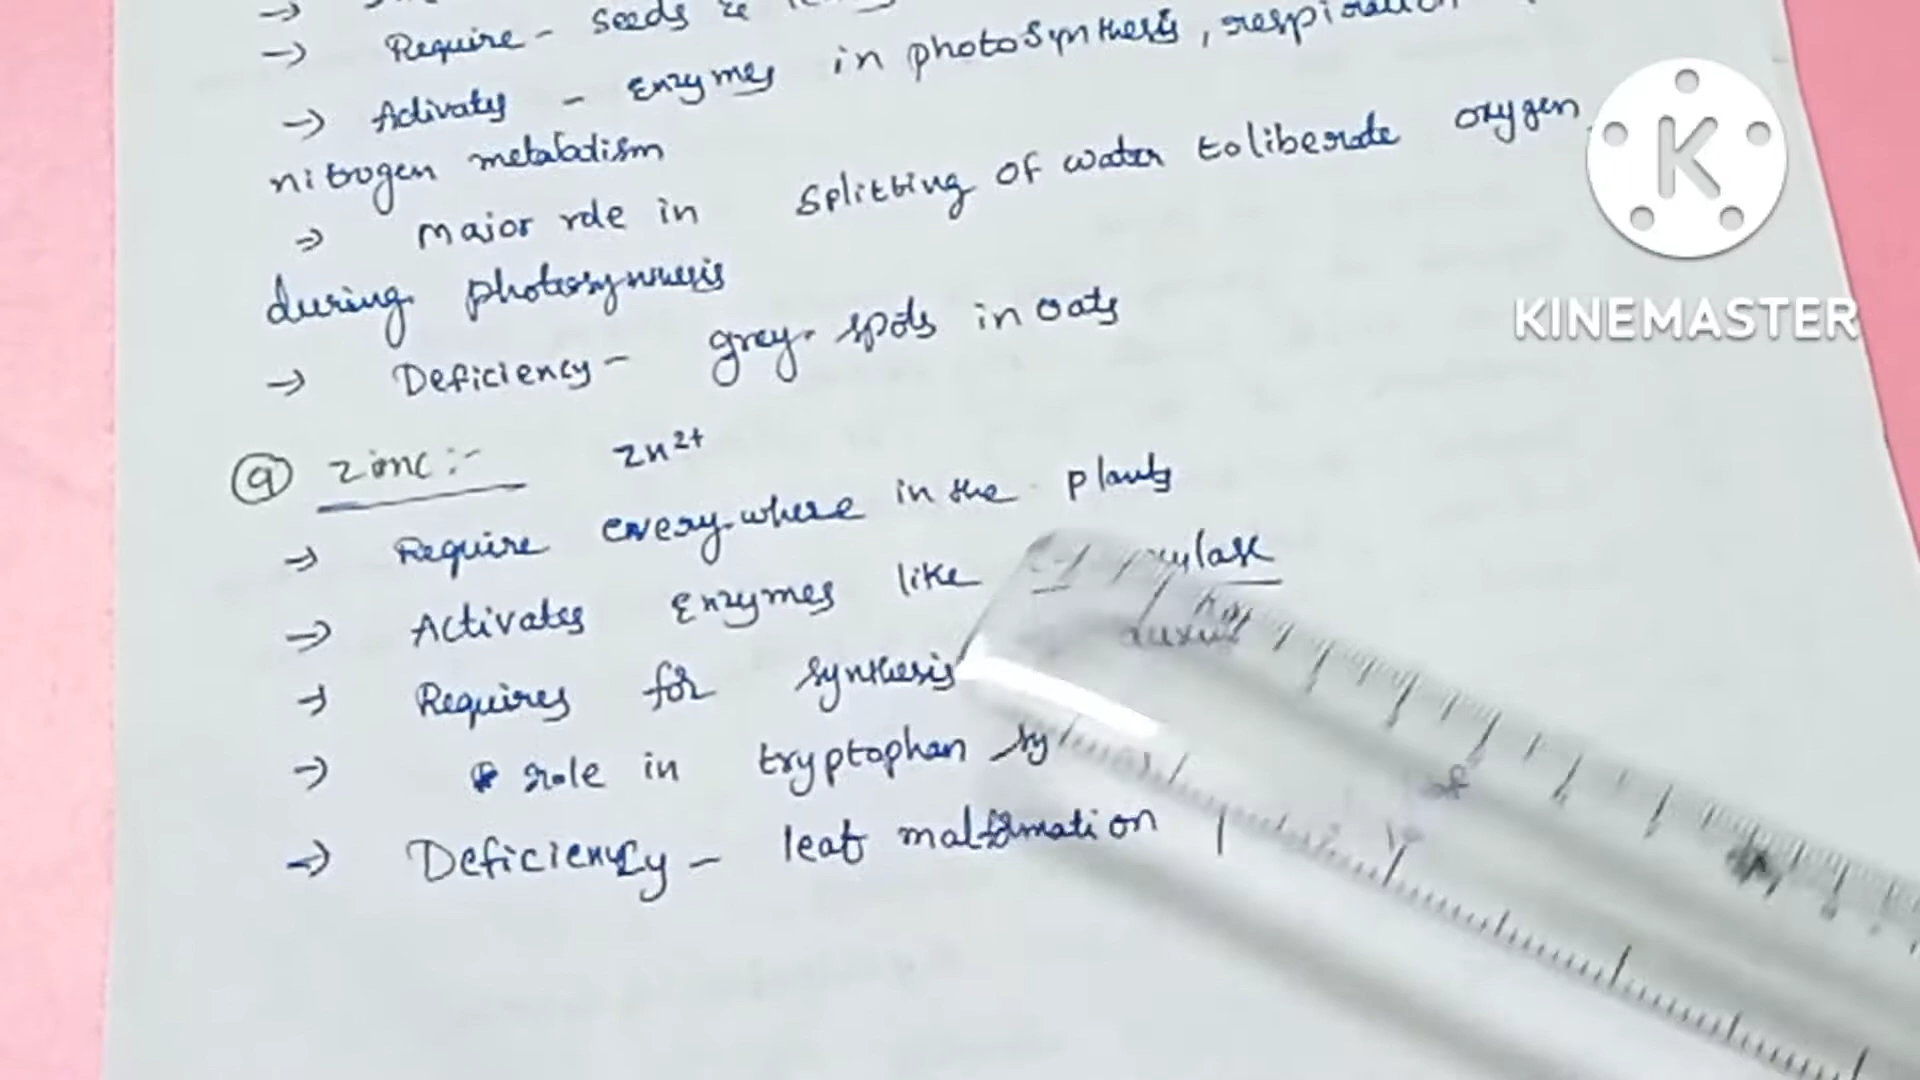 → Require - seeds &
→ Activates - Enzymes in photosynthesis, respiration
nitrogen metabolism
→ Major role in splitting of water to liberate oxygen
during photosynthesis
→ Deficiency - grey spots in oats
9 zinc :- Zn2+
→ Require every where in the plants
→ Activates Enzymes like
→ Requires for synthesis
→ role in tryptophan
→ Deficiency - leaf malformation
K
KINEMASTER